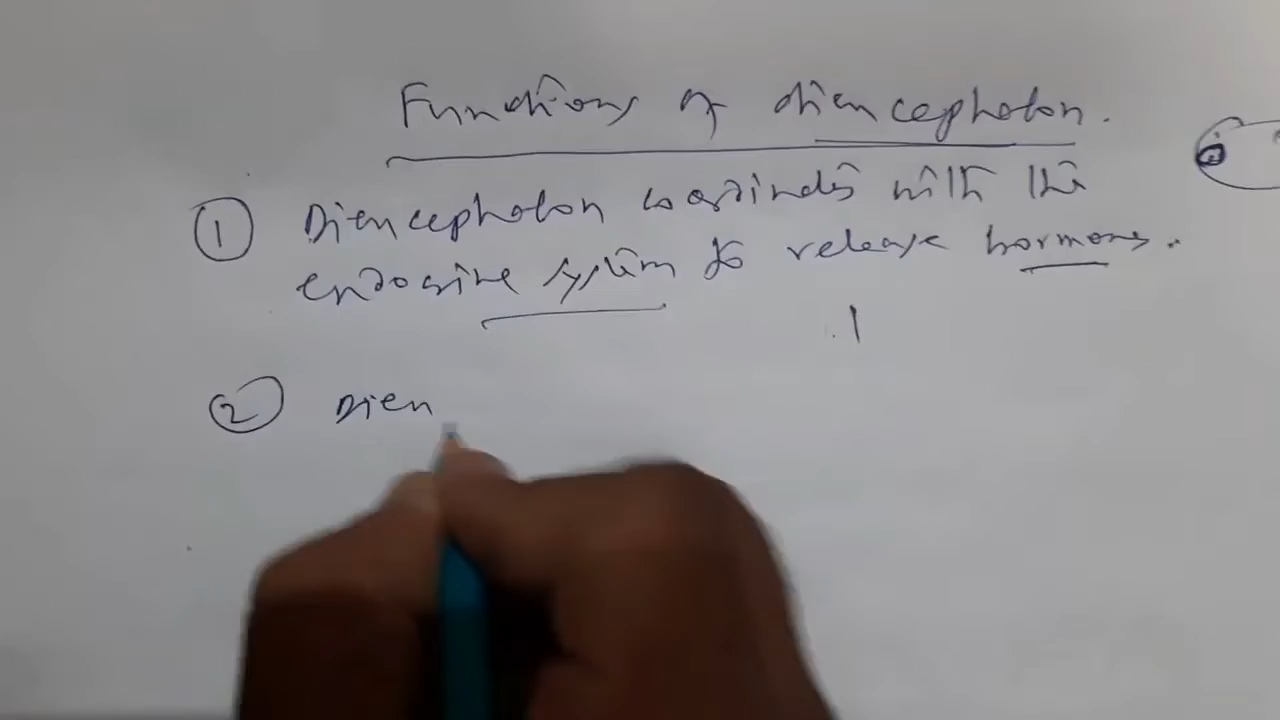 Functions of diencephalon.
① Diencephalon coordinates with the
endocrine system to release hormones.
② Dien